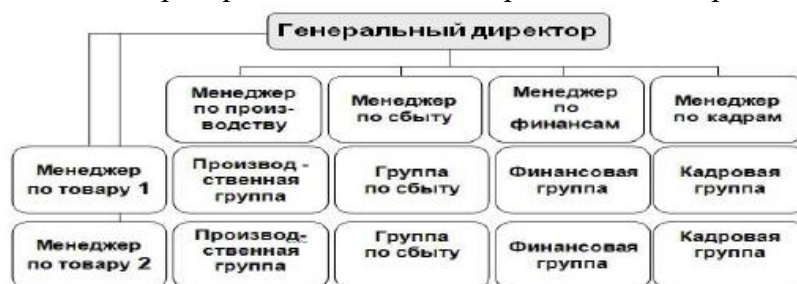 Генеральный директор
Менеджер
по произ-
водству
Менеджер
по сбыту
Менеджер
по
финансам
Менеджер
по кадрам
Менеджер
по товару 1
Производ -
ственная
группа
Группа
по сбыту
Финансовая
группа
Кадровая
группа
Менеджер
по товару 2
Производ-
ственная
группа
Группа
по сбыту
Финансовая
группа
Кадровая
группа